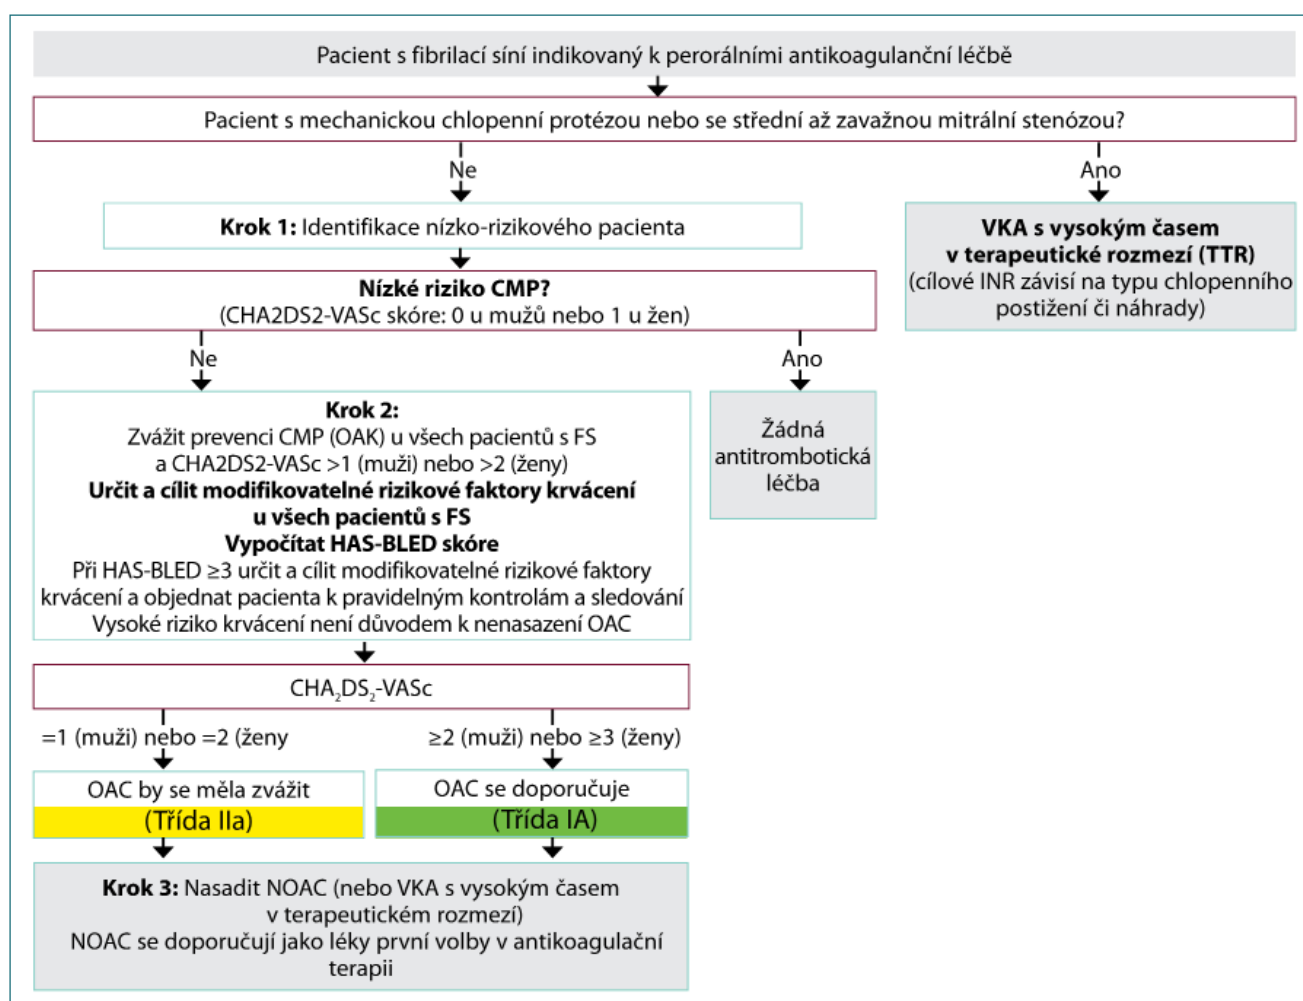 Pacient s fibrilací síní indikovaný k perorálními antikoagulanční léčbě
Pacient s mechanickou chlopenní protézou nebo se střední až zavažnou mitrální stenózou?
Ne
Ano
Krok 1: Identifikace nízko-rizikového pacienta
VKA s vysokým časem
v terapeutické rozmezí (TTR)
(cílové INR závisí na typu chlopenního
postižení či náhrady)
Nízké riziko CMP?
(CHA2DS2-VASc skóre: 0 u mužů nebo 1 u žen)
Ne
Ano
Krok 2:
Zvážit prevenci CMP (OAK) u všech pacientů s FS
a CHA2DS2-VASc >1 (muži) nebo >2 (ženy)
Určit a cílit modifikovatelné rizikové faktory krvácení
u všech pacientů s FS
Vypočítat HAS-BLED skóre
Při HAS-BLED ≥3 určit a cílit modifikovatelné rizikové faktory
krvácení a objednat pacienta k pravidelným kontrolám a sledování
Vysoké riziko krvácení není důvodem k nenasazení OAC
Žádná
antitrombotická
léčba
CHA₂DS₂-VASc
=1 (muži) nebo =2 (ženy
≥2 (muži) nebo ≥3 (ženy)
OAC by se měla zvážit
(Třída IIa)
OAC se doporučuje
(Třída IA)
Krok 3: Nasadit NOAC (nebo VKA s vysokým časem
v terapeutickém rozmezí)
NOAC se doporučují jako léky první volby v antikoagulační
terapii